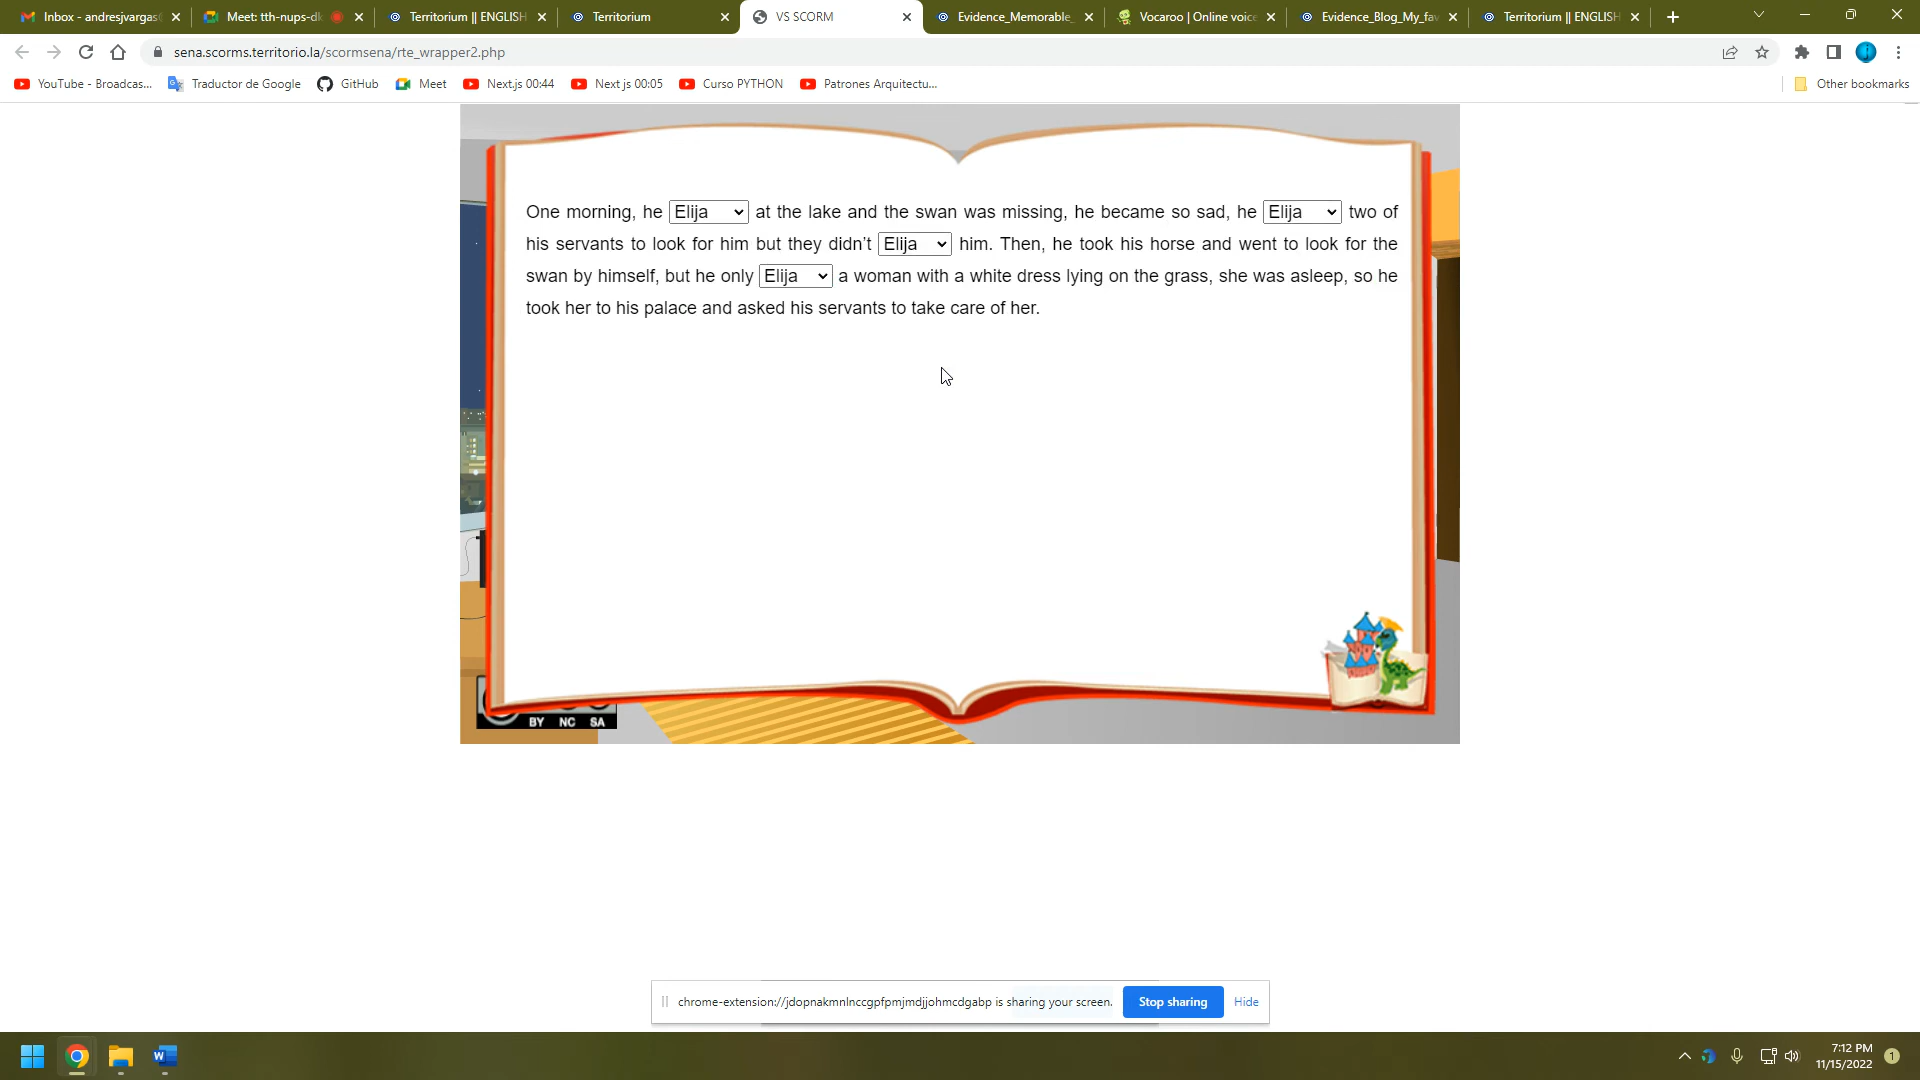 Inbox - andresjvargas
Meet: tth-nups-dk
Territorium || ENGLISH
Territorium
VS SCORM
Evidence_Memorable_
Vocaroo | Online voice
Evidence_Blog_My_fav
Territorium || ENGLISH
sena.scorms.territorio.la/scormsena/rte_wrapper2.php
YouTube - Broadcas...
Traductor de Google
GitHub
Meet
Next.js 00:44
Next js 00:05
Curso PYTHON
Patrones Arquitectu...
Other bookmarks
One morning, he Elija at the lake and the swan was missing, he became so sad, he Elija two of
his servants to look for him but they didn't Elija him. Then, he took his horse and went to look for the
swan by himself, but he only Elija a woman with a white dress lying on the grass, she was asleep, so he
took her to his palace and asked his servants to take care of her.
BY NC SA
chrome-extension://jdopnakmnlnccgpfpmjmdjjohmcdgabp is sharing your screen.
Stop sharing
Hide
7:12 PM
11/15/2022
1